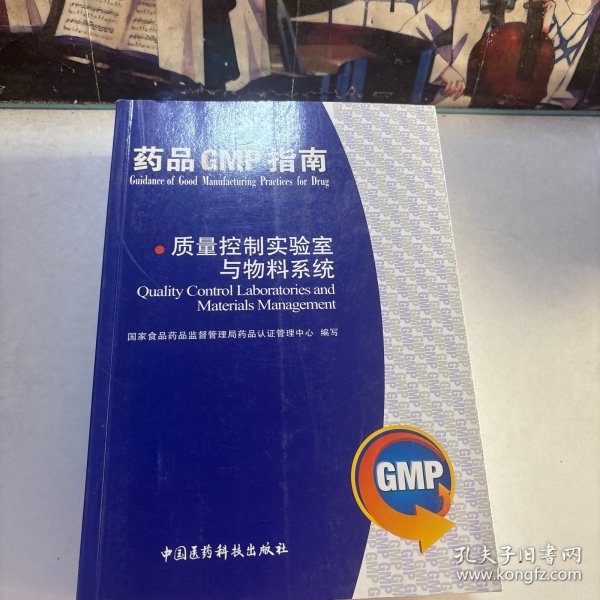 药品GMP指南
Guidance of Good Manufacturing Practices for Drug
• 质量控制实验室
与物料系统
Quality Control Laboratories and
Materials Management
国家食品药品监督管理局药品认证管理中心 编写
GMP
中国医药科技出版社
孔夫子旧书网
www.kongfz.com